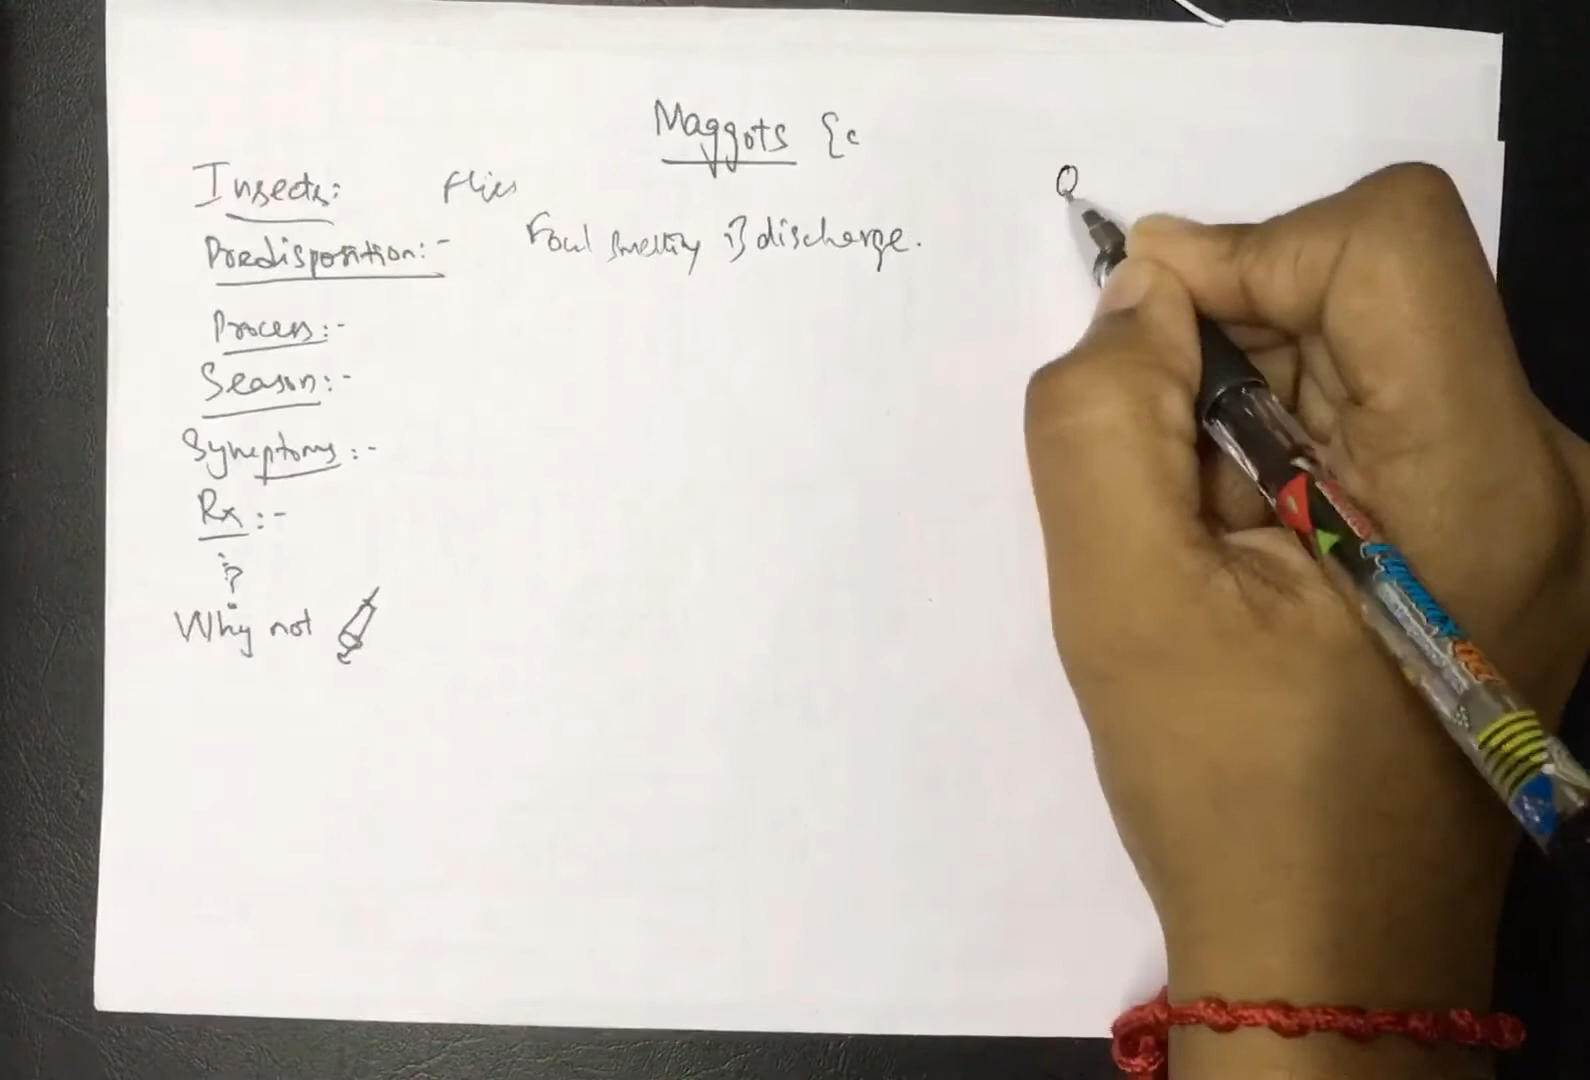 Maggots {c
Insects: flies
Predisposition:- Foul smelling discharge.
Process:-
Season:-
Symptoms:-
Rx:-
?
Why not